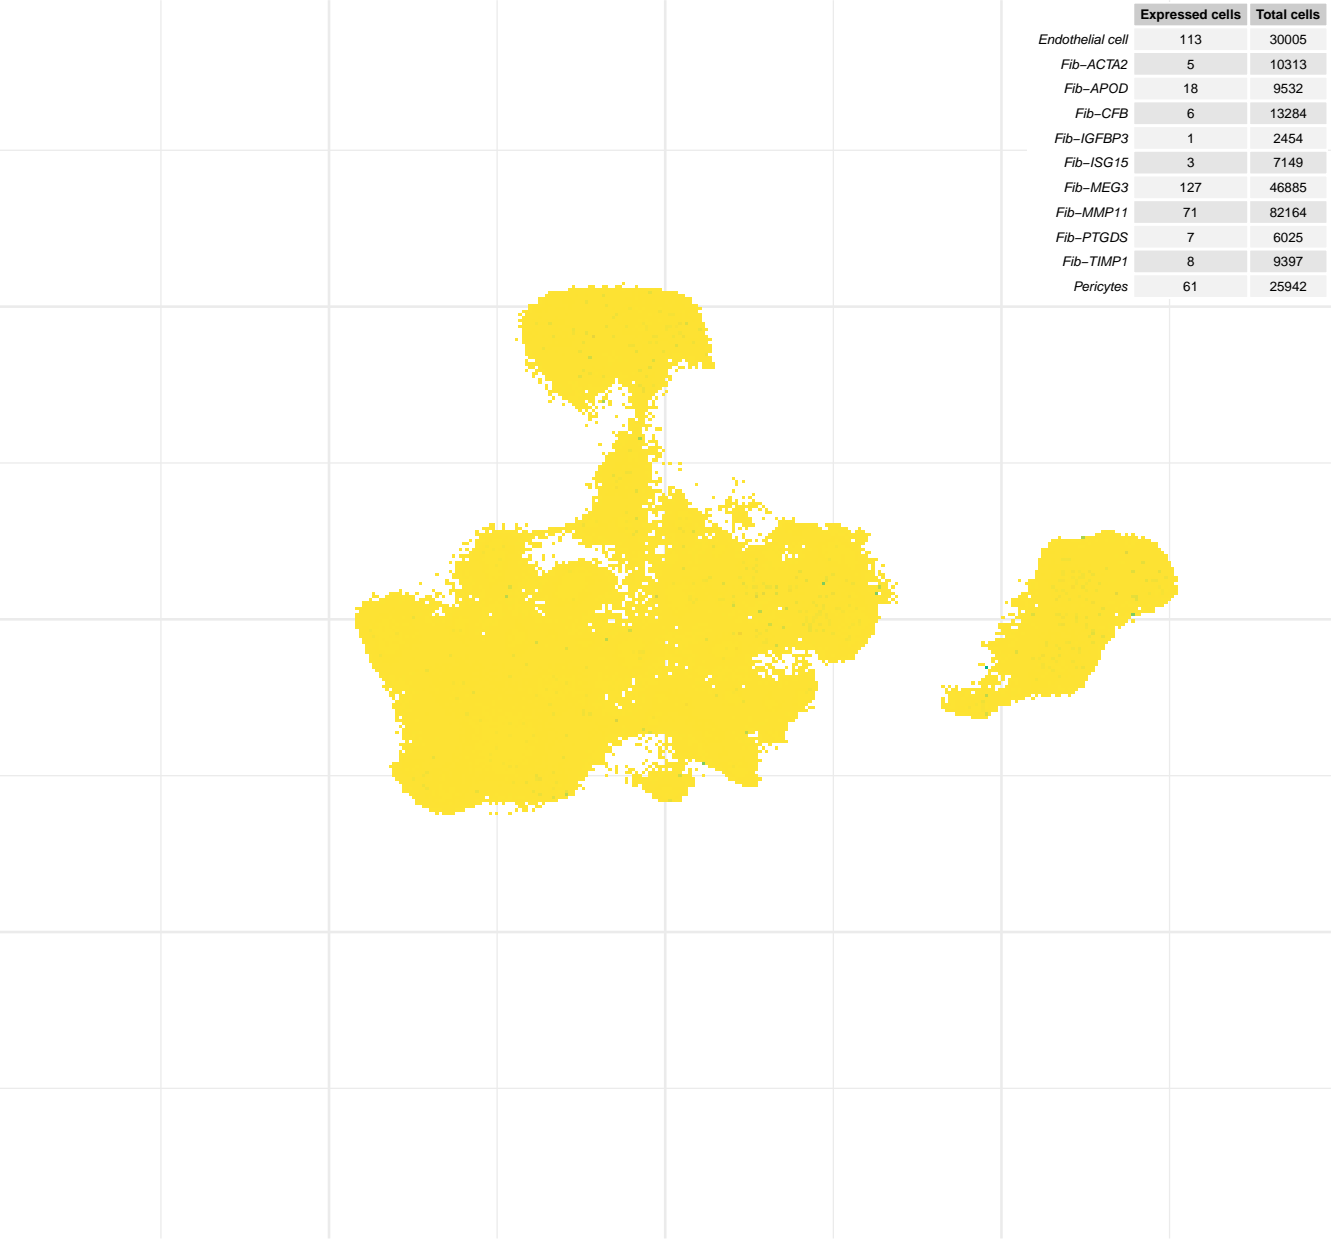 Expressed cells Total cells
Endothelial cell 113 30005
Fib−ACTA2 5 10313
Fib−APOD 18 9532
Fib−CFB 6 13284
Fib−IGFBP3 1 2454
Fib−ISG15 3 7149
Fib−MEG3 127 46885
Fib−MMP11 71 82164
Fib−PTGDS 7 6025
Fib−TIMP1 8 9397
Pericytes 61 25942